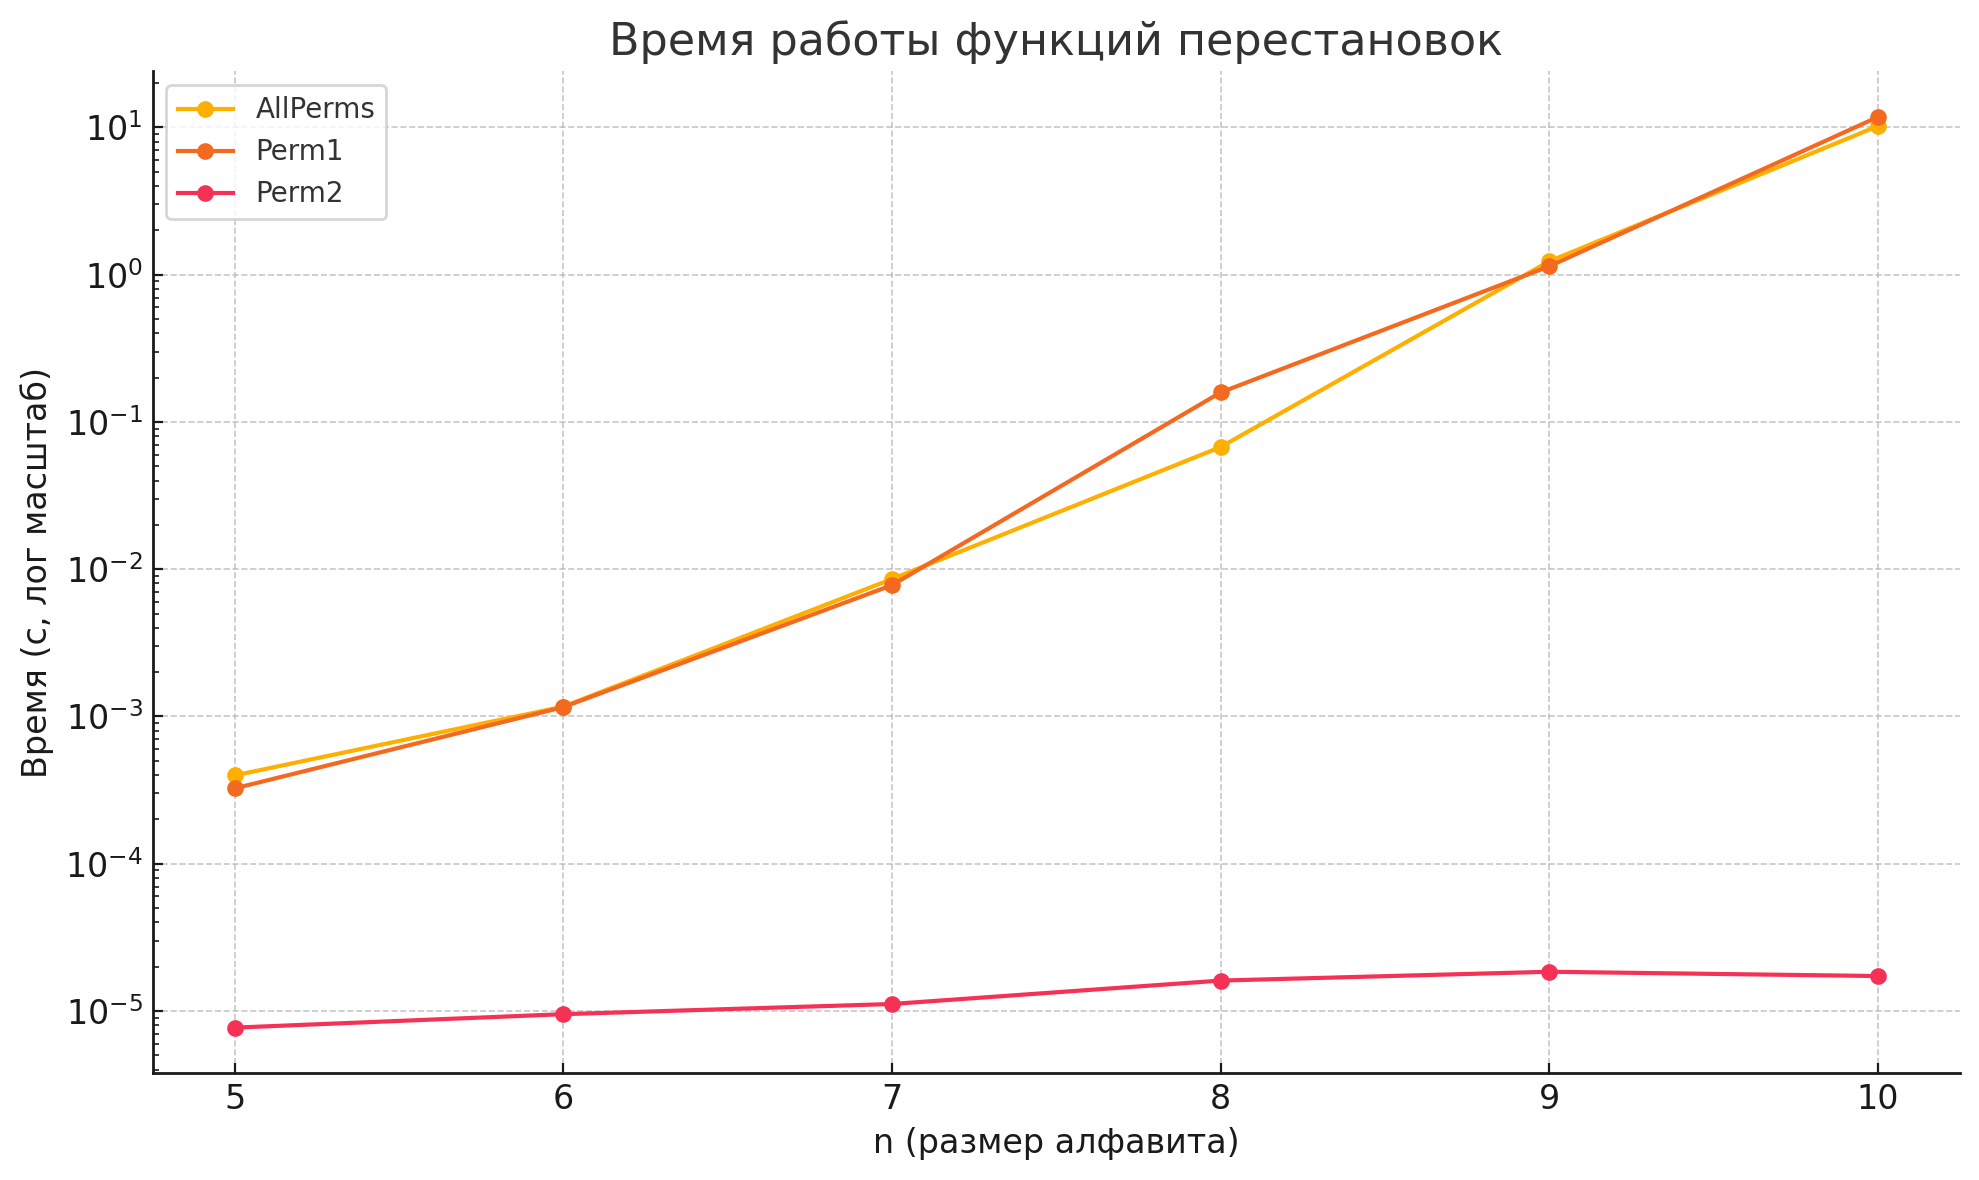 Время работы функций перестановок
AllPerms
Perm1
Perm2
10¹
10⁰
10⁻¹
10⁻²
10⁻³
10⁻⁴
10⁻⁵
Время (с, лог масштаб)
5 6 7 8 9 10
n (размер алфавита)